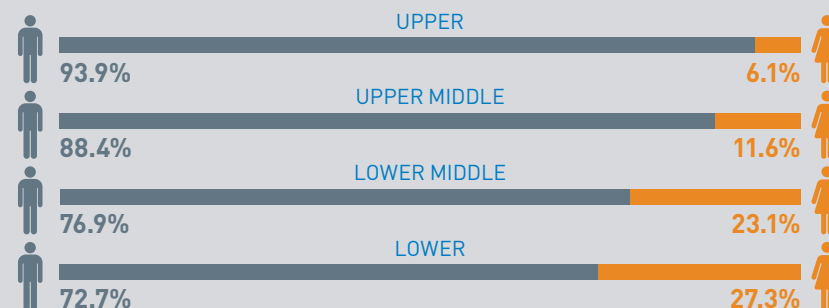 UPPER
93.9% 6.1%
UPPER MIDDLE
88.4% 11.6%
LOWER MIDDLE
76.9% 23.1%
LOWER
72.7% 27.3%